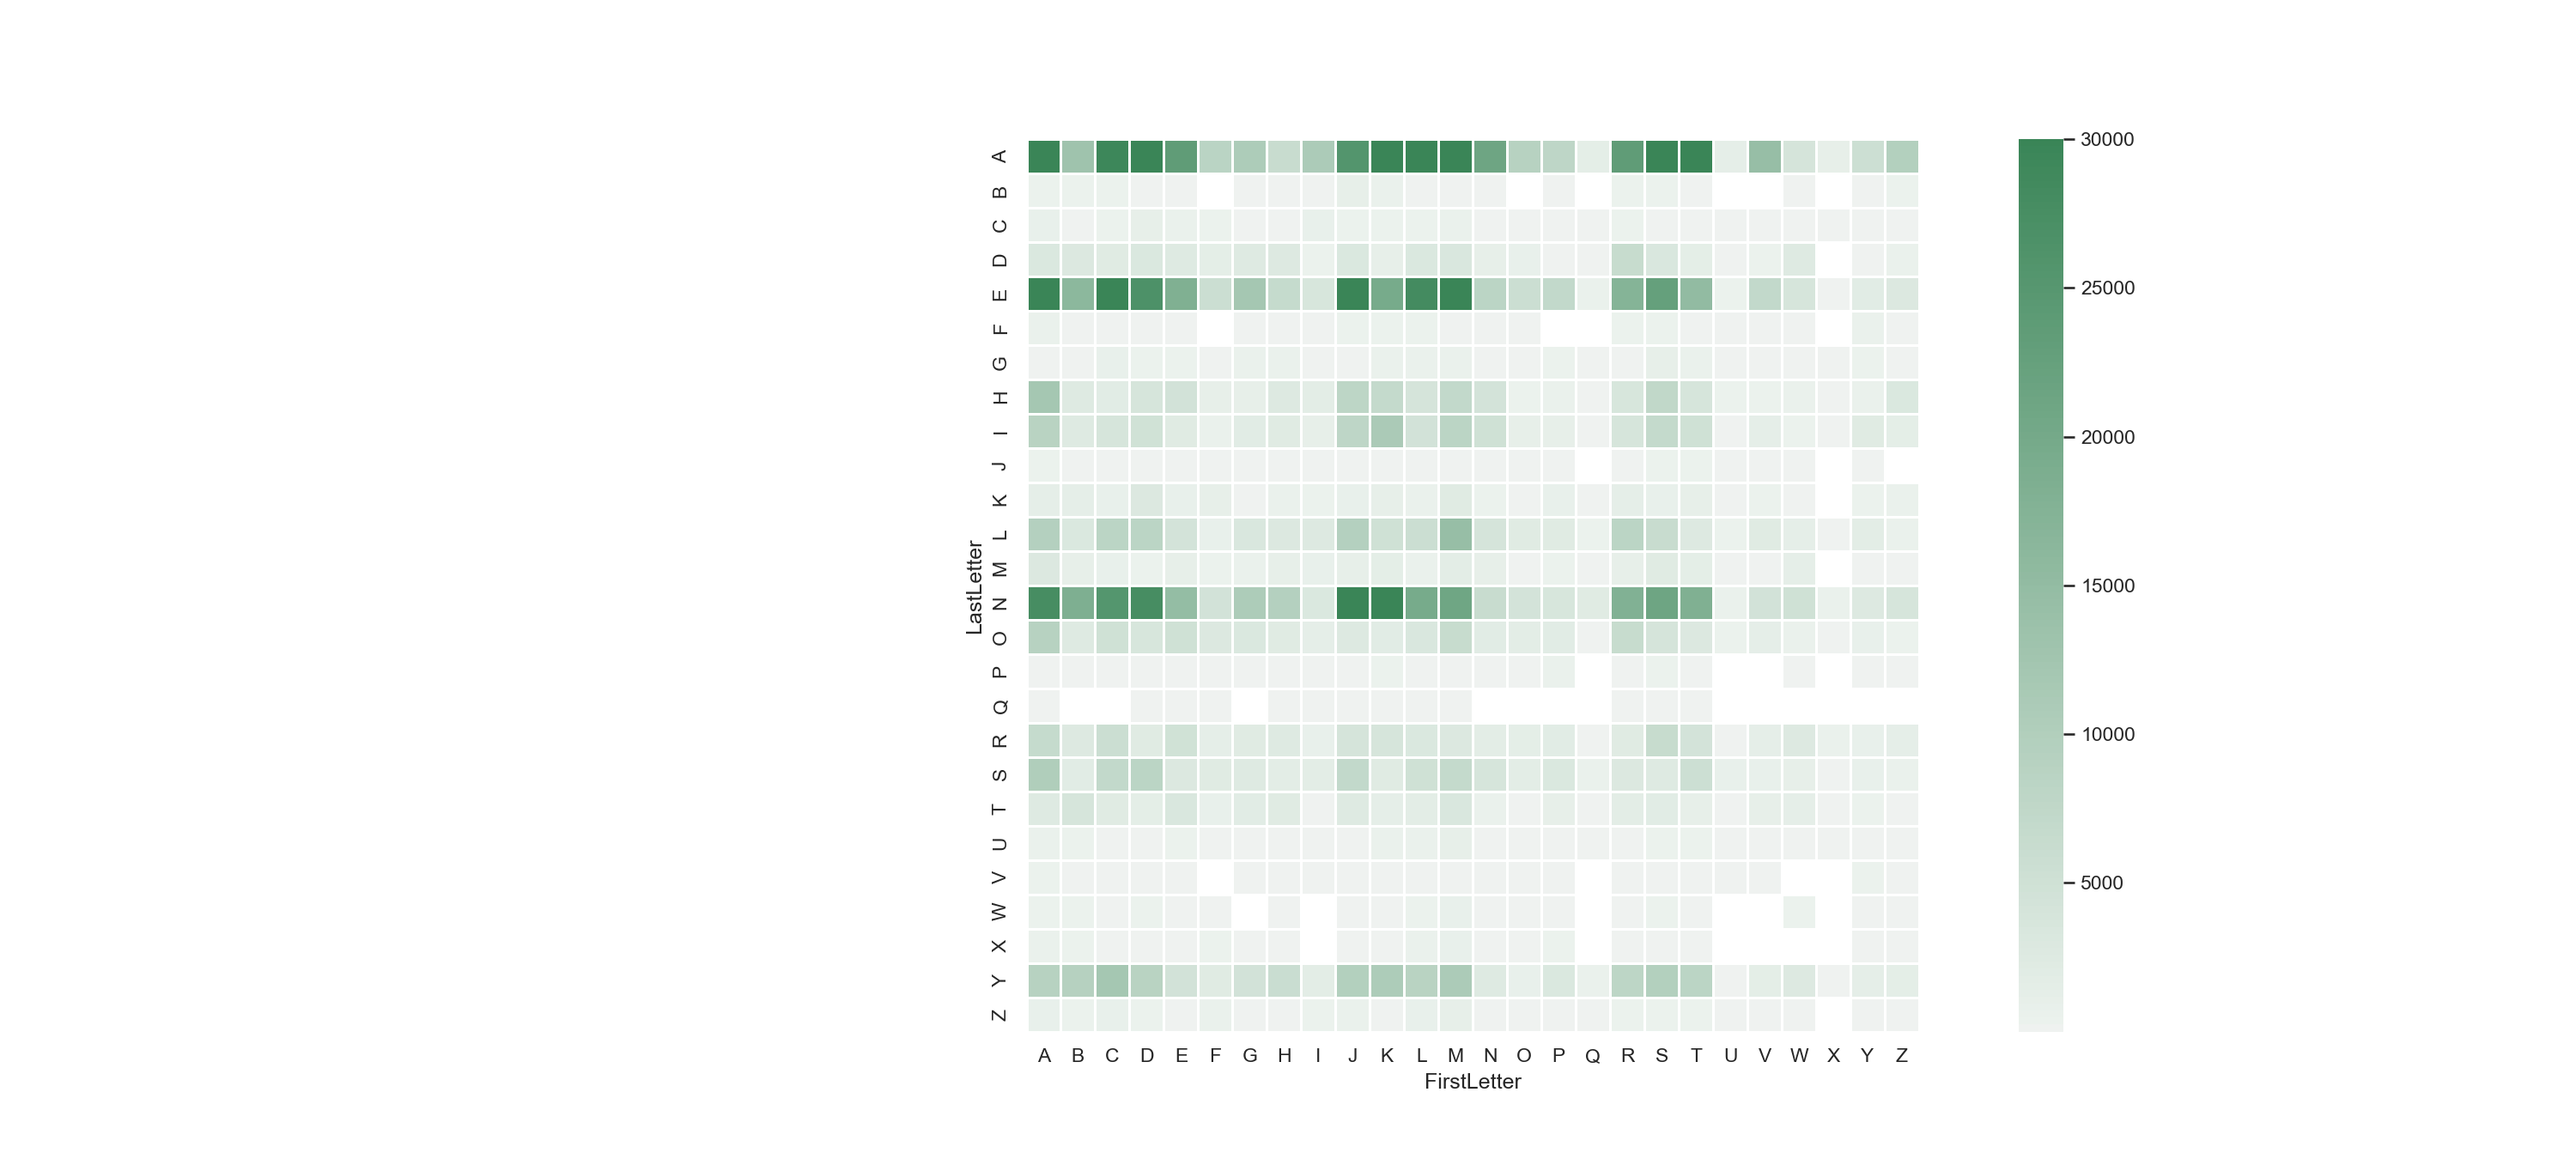 LastLetter
A
B
C
D
E
F
G
H
I
J
K
L
M
N
O
P
Q
R
S
T
U
V
W
X
Y
Z
A B C D E F G H I J K L M N O P Q R S T U V W X Y Z
FirstLetter
30000
25000
20000
15000
10000
5000